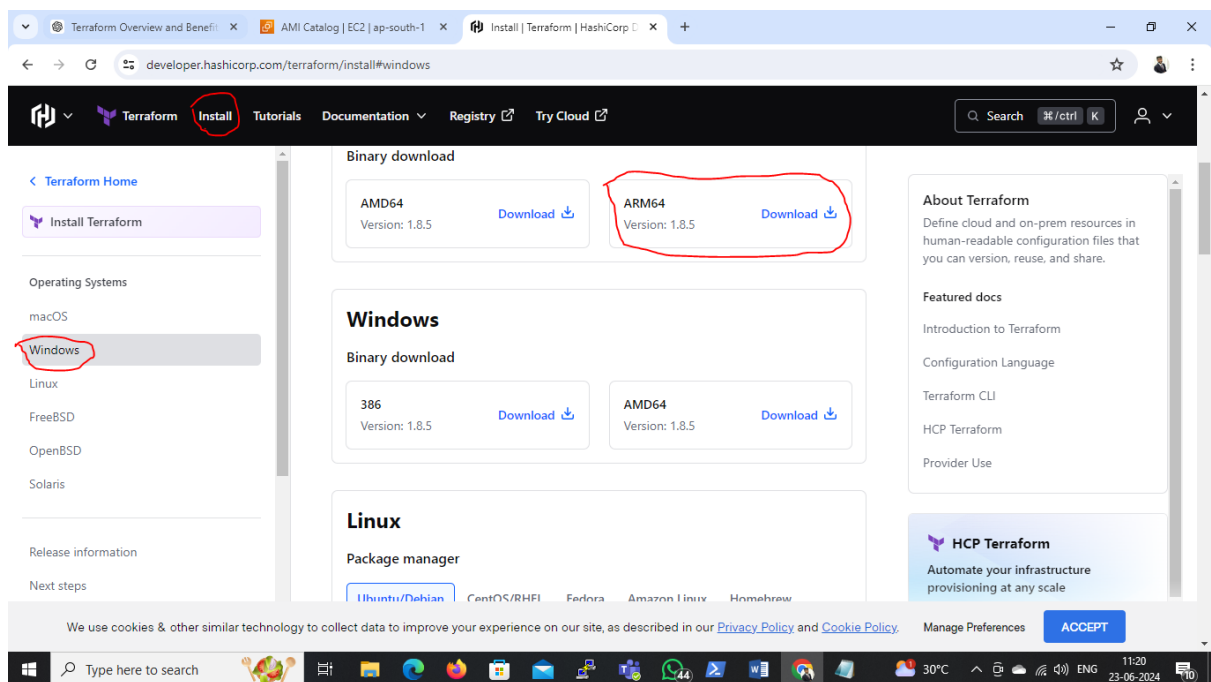 Terraform Overview and Benefit
AMI Catalog | EC2 | ap-south-1
Install | Terraform | HashiCorp D
developer.hashicorp.com/terraform/install#windows
Terraform
Install
Tutorials
Documentation
Registry
Try Cloud
Search
⌘/ctrl
K
Terraform Home
Install Terraform
Operating Systems
macOS
Windows
Linux
FreeBSD
OpenBSD
Solaris
Release information
Next steps
Binary download
AMD64
Version: 1.8.5
Download
ARM64
Version: 1.8.5
Download
Windows
Binary download
386
Version: 1.8.5
Download
AMD64
Version: 1.8.5
Download
Linux
Package manager
Ubuntu/Debian
CentOS/RHEL
Fedora
Amazon Linux
Homebrew
About Terraform
Define cloud and on-prem resources in
human-readable configuration files that
you can version, reuse, and share.
Featured docs
Introduction to Terraform
Configuration Language
Terraform CLI
HCP Terraform
Provider Use
HCP Terraform
Automate your infrastructure
provisioning at any scale
We use cookies & other similar technology to collect data to improve your experience on our site, as described in our Privacy Policy and Cookie Policy.
Manage Preferences
ACCEPT
Type here to search
44
30°C
ENG
11:20
23-06-2024
10